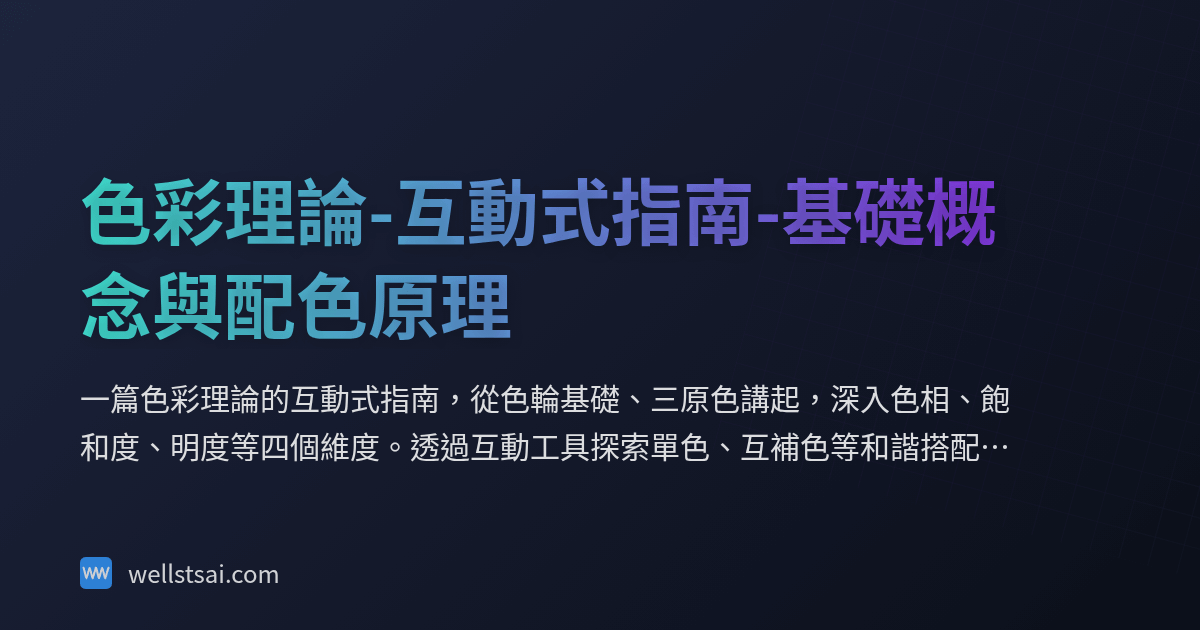 色彩理論-互動式指南-基礎概
念與配色原理
一篇色彩理論的互動式指南，從色輪基礎、三原色講起，深入色相、飽
和度、明度等四個維度。透過互動工具探索單色、互補色等和諧搭配…
wellstsai.com